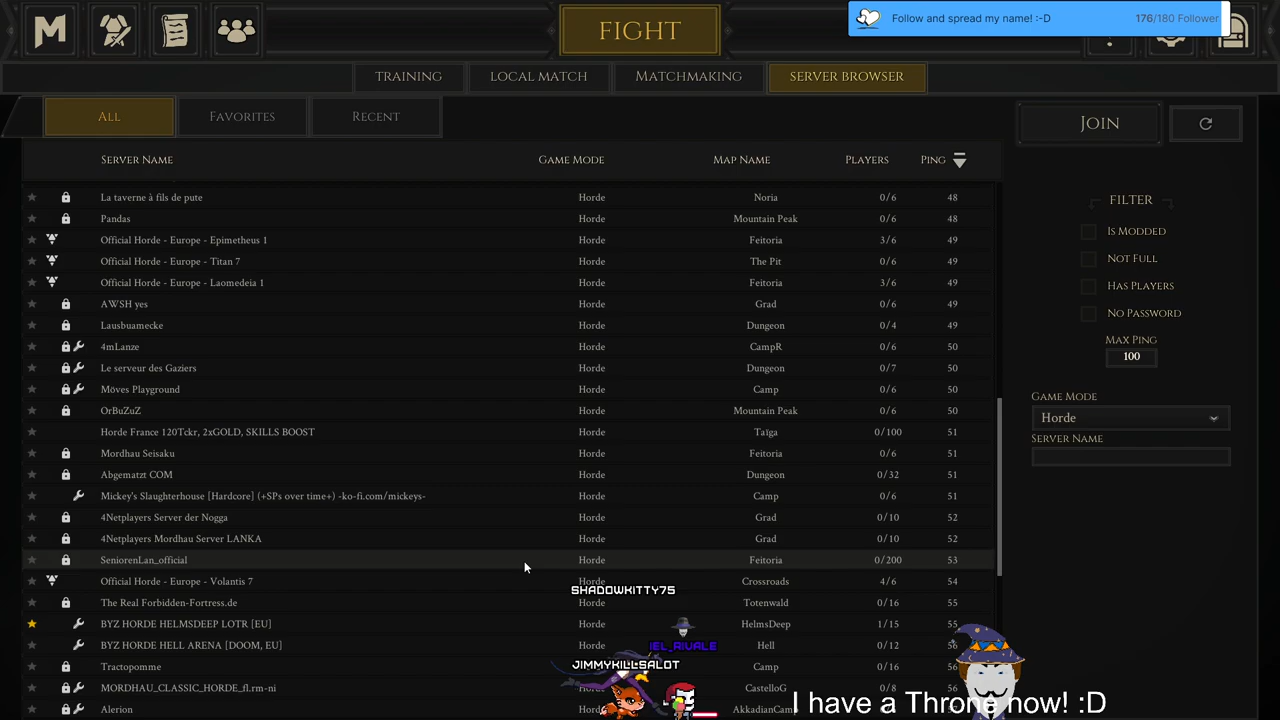 M
FIGHT
Follow and spread my name! :-D 176/180 Follower
TRAINING LOCAL MATCH MATCHMAKING SERVER BROWSER
ALL FAVORITES RECENT JOIN
SERVER NAME GAME MODE MAP NAME PLAYERS PING
La taverne à fils de pute Horde Noria 0/6 48
Pandas Horde Mountain Peak 0/6 48
Official Horde - Europe - Epimetheus 1 Horde Feitoria 3/6 49
Official Horde - Europe - Titan 7 Horde The Pit 0/6 49
Official Horde - Europe - Laomedeia 1 Horde Feitoria 3/6 49
AWSH yes Horde Grad 0/6 49
Lausbuamecke Horde Dungeon 0/4 49
4mLanze Horde CampR 0/6 50
Le serveur des Gaziers Horde Dungeon 0/7 50
Möves Playground Horde Camp 0/6 50
OrBuZuZ Horde Mountain Peak 0/6 50
Horde France 120Tckr, 2xGOLD, SKILLS BOOST Horde Taïga 0/100 51
Mordhau Seisaku Horde Feitoria 0/6 51
Abgematzt COM Horde Dungeon 0/32 51
Mickey's Slaughterhouse [Hardcore] (+SPs over time+) -ko-fi.com/mickeys- Horde Camp 0/6 51
4Netplayers Server der Nogga Horde Grad 0/10 52
4Netplayers Mordhau Server LANKA Horde Grad 0/10 52
SeniorenLan_official Horde Feitoria 0/200 53
Official Horde - Europe - Volantis 7 Horde Crossroads 4/6 54
The Real Forbidden-Fortress.de Horde Totenwald 0/16 55
BYZ HORDE HELMSDEEP LOTR [EU] Horde HelmsDeep 1/15 55
BYZ HORDE HELL ARENA [DOOM, EU] Hell 0/12 56
Tractopomme Horde Camp 0/16 56
MORDHAU_CLASSIC_HORDE_fl.rm-ni Horde CastelloG 0/8 56
Alerion AkkadianCam
FILTER
IS MODDED
NOT FULL
HAS PLAYERS
NO PASSWORD
MAX PING
100
GAME MODE
Horde
SERVER NAME
SHADOWKITTY75
IEL_RIVALE
JIMMYKILLSALOT
I have a Throne now! :D